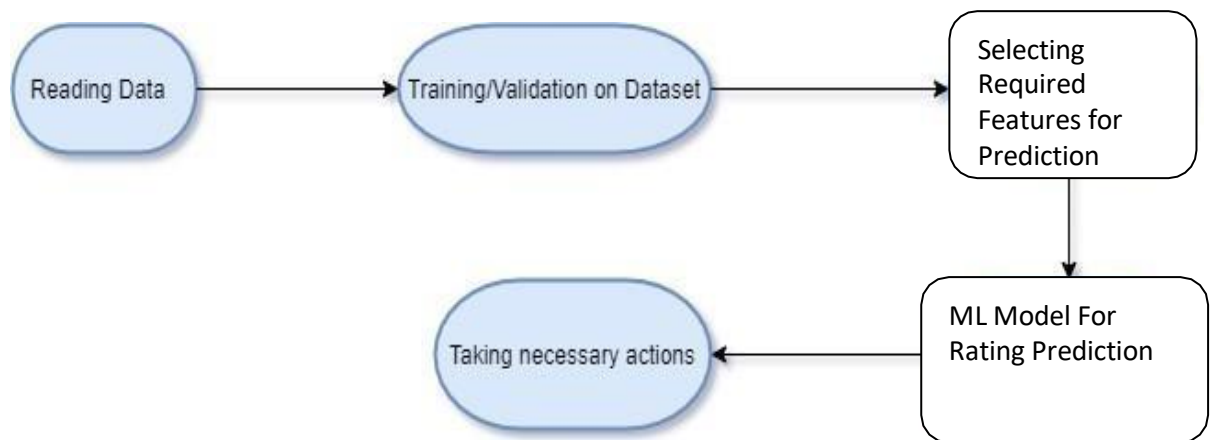 Reading Data
Training/Validation on Dataset
Selecting
Required
Features for
Prediction
ML Model For
Rating Prediction
Taking necessary actions